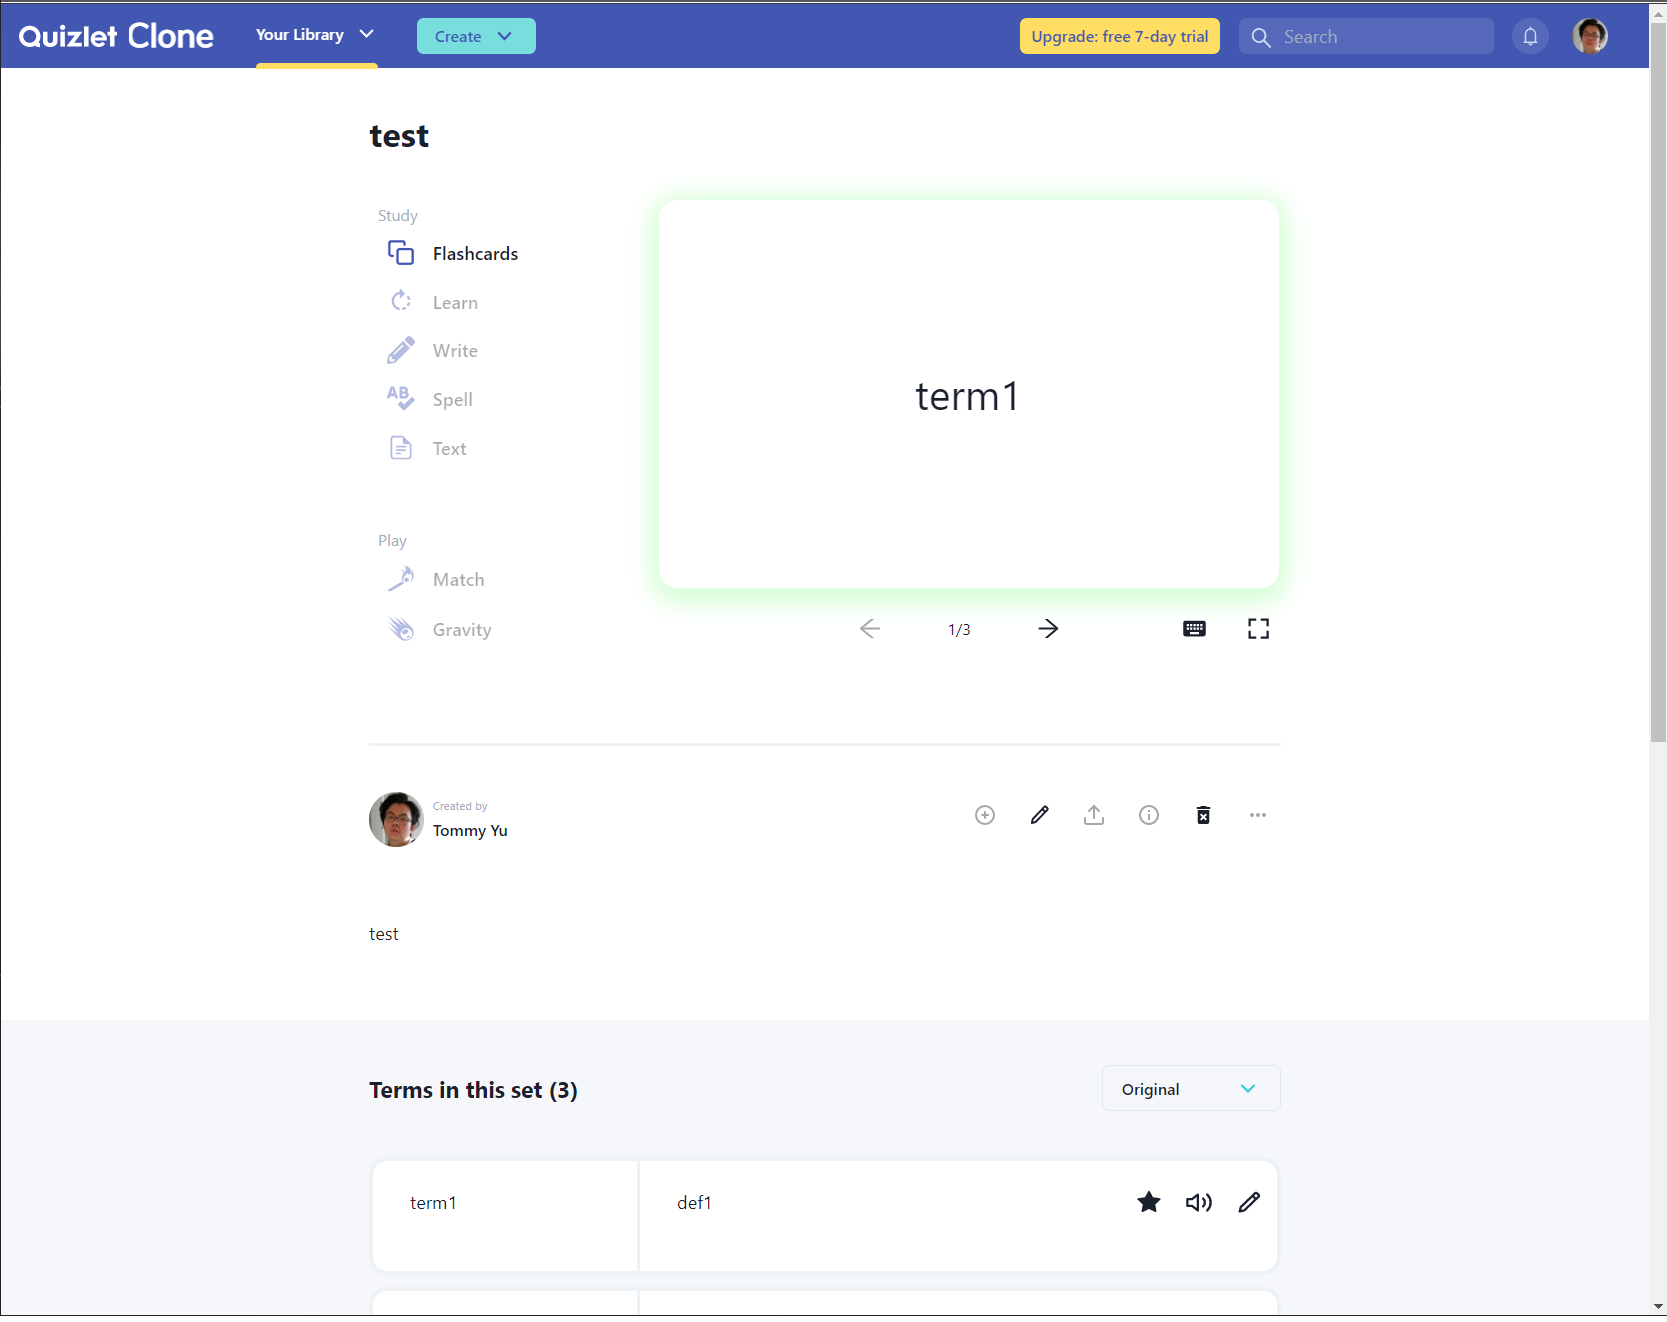 Quizlet Clone
Your Library
Create
Upgrade: free 7-day trial
Search
test
Study
Flashcards
Learn
Write
AB
Spell
Text
Play
Match
Gravity
term1
1/3
Created by
Tommy Yu
test
Terms in this set (3)
Original
term1
def1